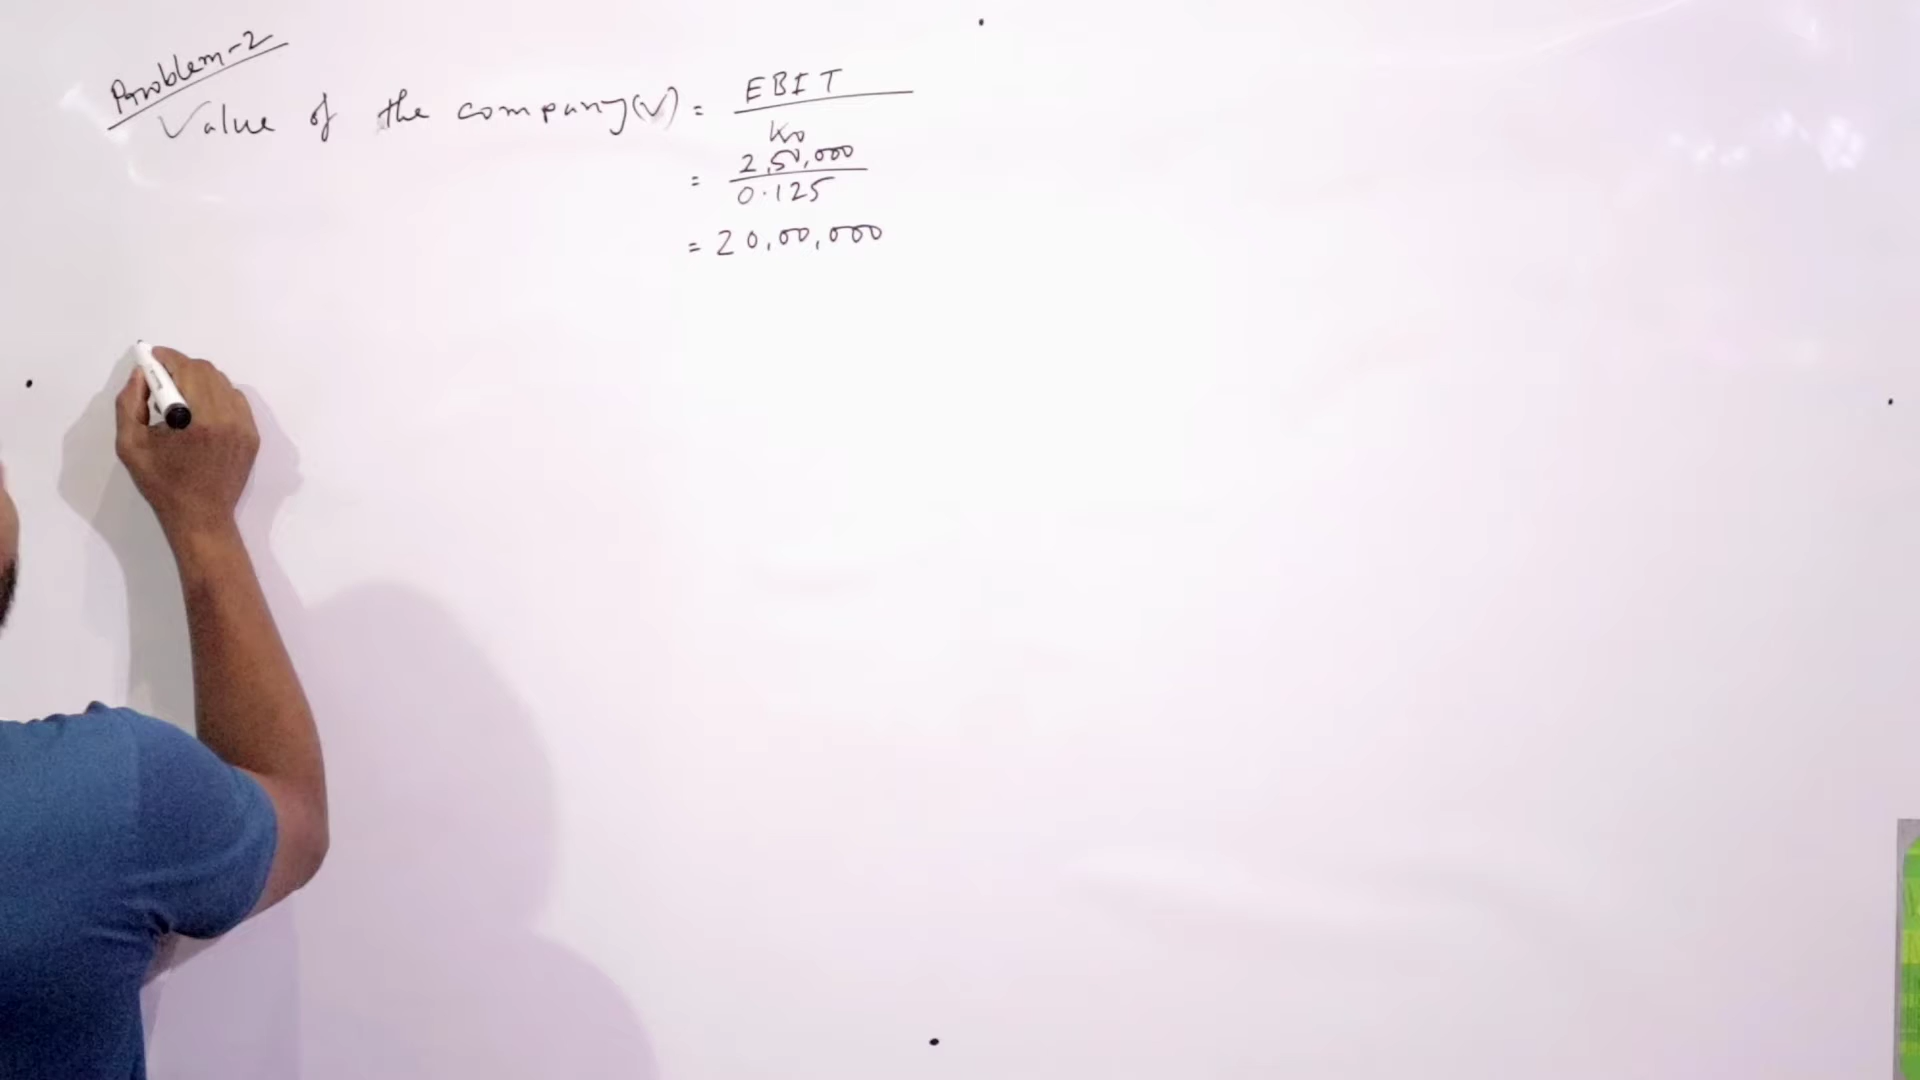 Problem-2
Value of the company(V) = EBIT
Ko
= 2,50,000
0.125
= 20,00,000